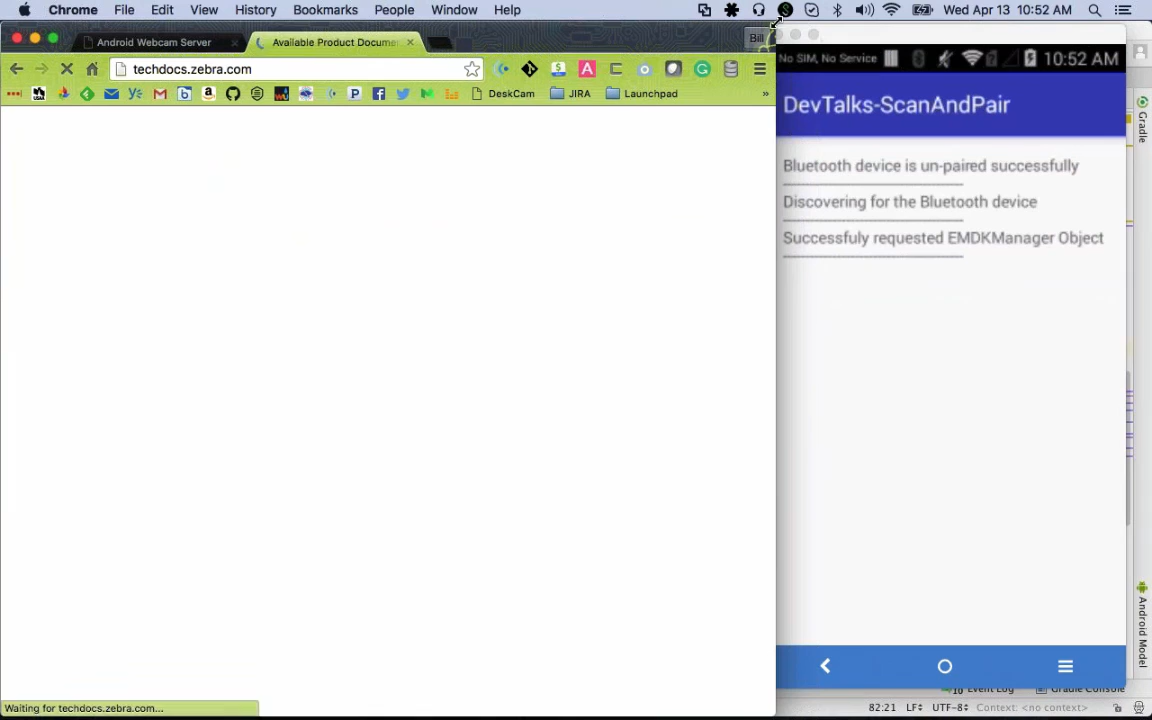 Chrome File Edit View History Bookmarks People Window Help Wed Apr 13 10:52 AM
Android Webcam Server Available Product Docume Bill
techdocs.zebra.com
DeskCam JIRA Launchpad »
Waiting for techdocs.zebra.com...
No SIM, No Service 10:52 AM
DevTalks-ScanAndPair
Bluetooth device is un-paired successfully
Discovering for the Bluetooth device
Successfuly requested EMDKManager Object
Gradle
Android Model
Event Log Gradle Console
82:21 LF UTF-8 Context: <no context>